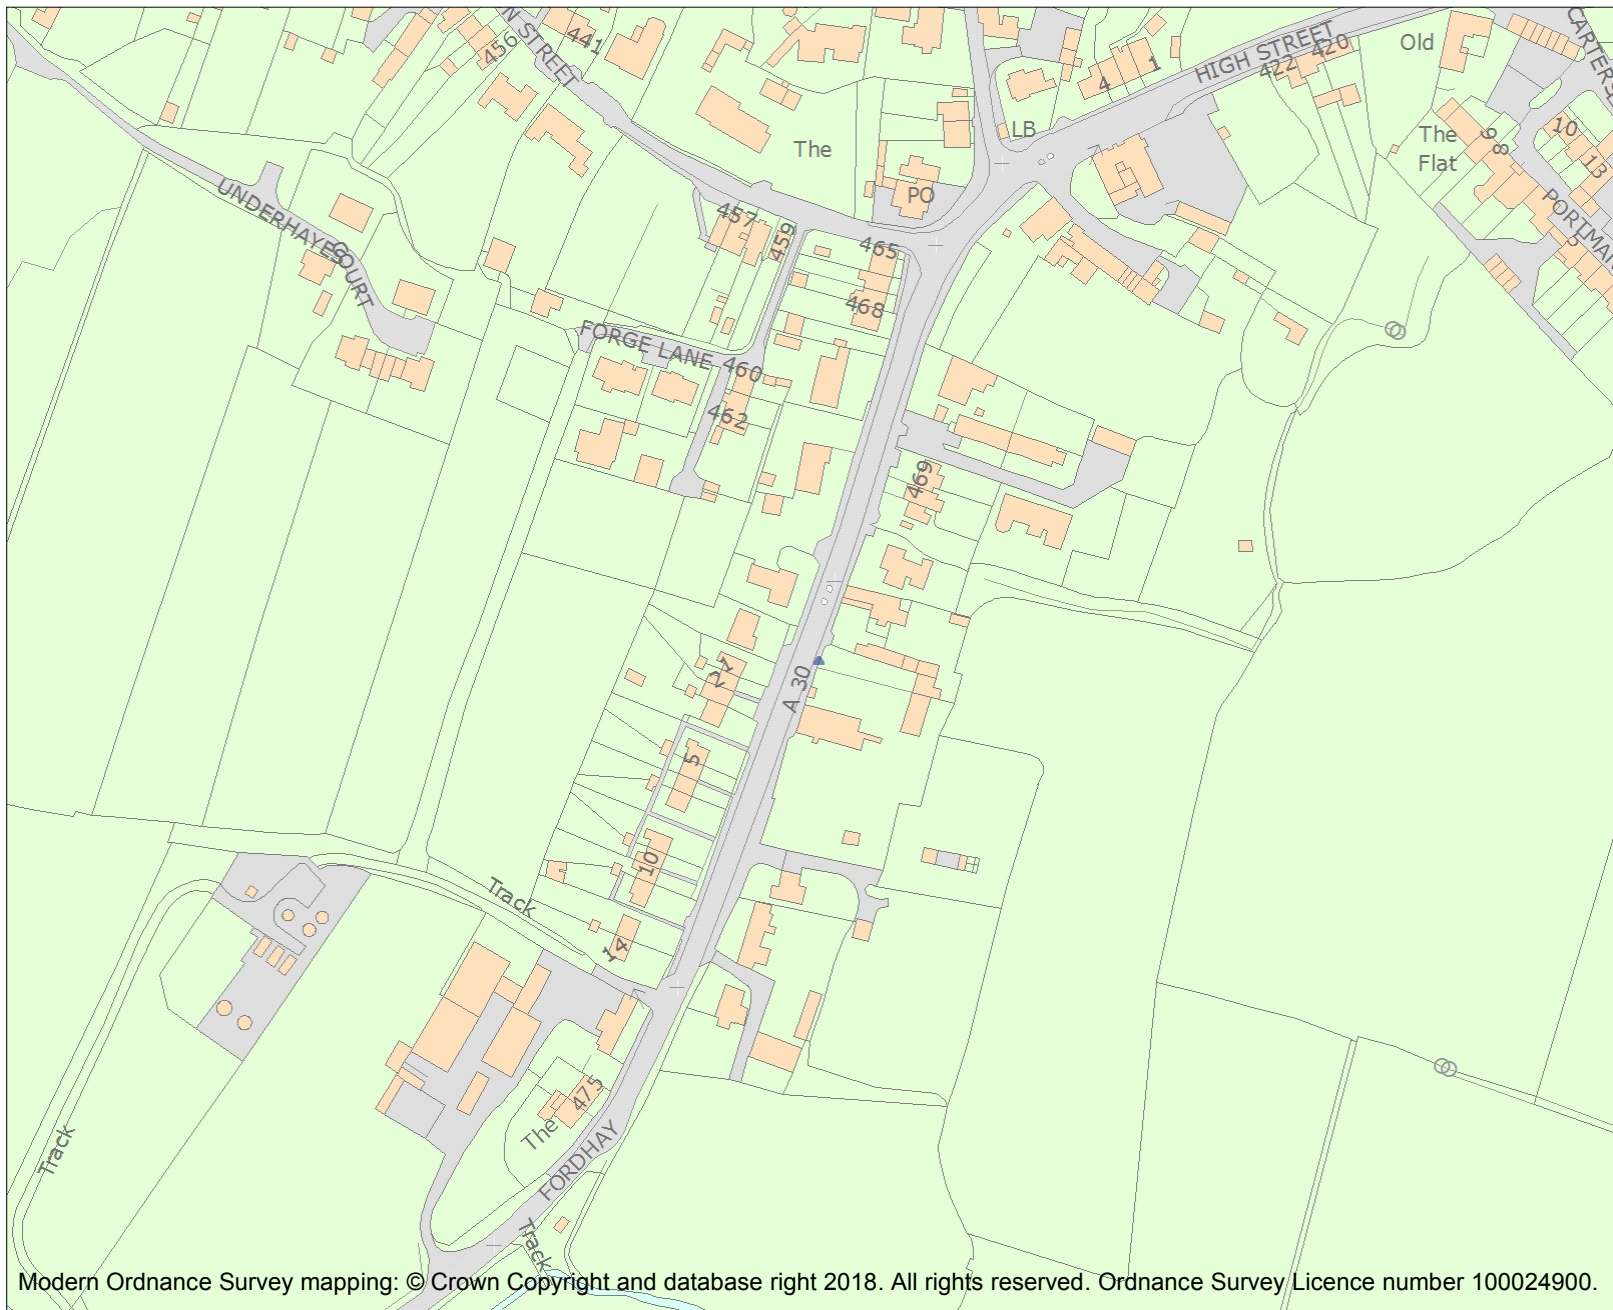 N STREET
441
456
HIGH STREET
420
422
Old
CARTERS
4
1
LB
The
The
Flat
98
10
13
PORTMAN
PO
UNDERHAYES
COURT
457
459
465
468
FORGE LANE
460
462
469
A 30
21
5
10
14
Track
475
The
FORDHAY
Track
Track
Modern Ordnance Survey mapping: © Crown Copyright and database right 2018. All rights reserved. Ordnance Survey Licence number 100024900.